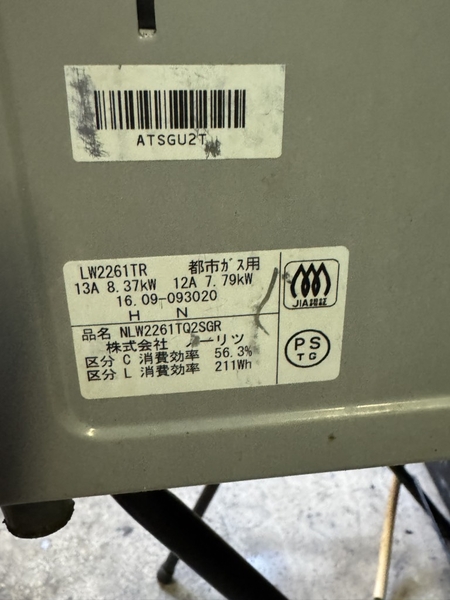 ATSGU2T
LW2261TR 都市ガス用
13A 8.37kW 12A 7.79kW
16.09-093020
H N
JIA認証
品名 NLW2261TQ2SGR
株式会社 ノーリツ
区分 C 消費効率 56.3%
区分 L 消費効率 211Wh
PS
TG